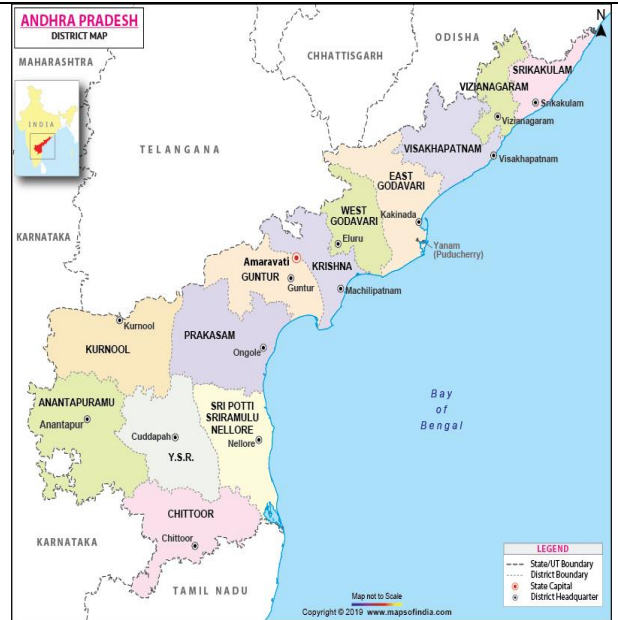 ANDHRA PRADESH
DISTRICT MAP
N
ODISHA
CHHATTISGARH
MAHARASHTRA
SRIKAKULAM
VIZIANAGARAM
Srikakulam
INDIA
Vizianagaram
TELANGANA
VISAKHAPATNAM
Visakhapatnam
EAST
GODAVARI
WEST
GODAVARI
Kakinada
KARNATAKA
Eluru
Yanam
(Puducherry)
Amaravati
KRISHNA
GUNTUR
Guntur
Machilipatnam
Kurnool
PRAKASAM
KURNOOL
Ongole
ANANTAPURAMU
SRI POTTI
SRIRAMULU
NELLORE
Bay
of
Bengal
Anantapur
Cuddapah
Nellore
Y.S.R.
CHITTOOR
KARNATAKA
Chittoor
TAMIL NADU
LEGEND
State/UT Boundary
District Boundary
State Capital
District Headquarter
Map not to Scale
Copyright © 2019 www.mapsofindia.com